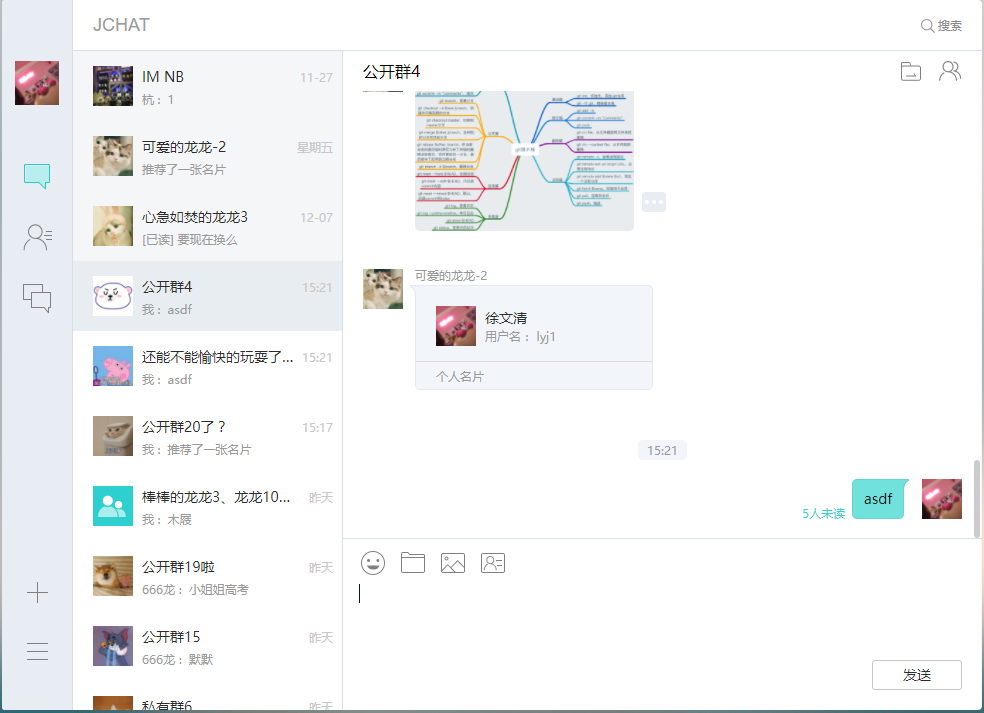 JCHAT
搜索
IM NB
11-27
杭：1
可爱的龙龙-2
星期五
推荐了一张名片
心急如焚的龙龙3
12-07
[已读] 要现在换么
公开群4
15:21
我：asdf
还能不能愉快的玩耍了...
15:21
我：asdf
公开群20了？
15:17
我：推荐了一张名片
棒棒的龙龙3、龙龙10...
昨天
我：木展
公开群19啦
昨天
666龙：小姐姐高考
公开群15
昨天
666龙：默默
私有群6
昨天
公开群4
可爱的龙龙-2
徐文清
用户名：lyj1
个人名片
15:21
asdf
5人未读
发送